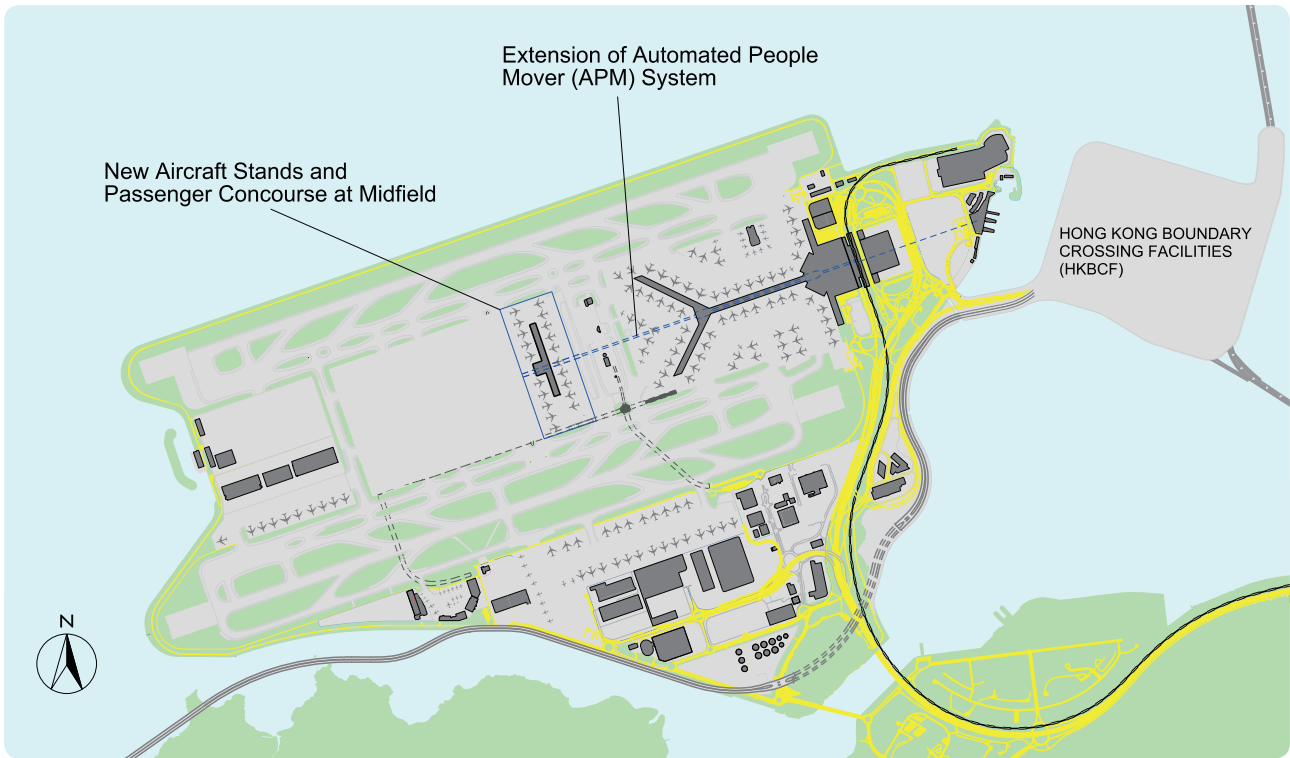 Extension of Automated People
Mover (APM) System
New Aircraft Stands and
Passenger Concourse at Midfield
HONG KONG BOUNDARY
CROSSING FACILITIES
(HKBCF)
N